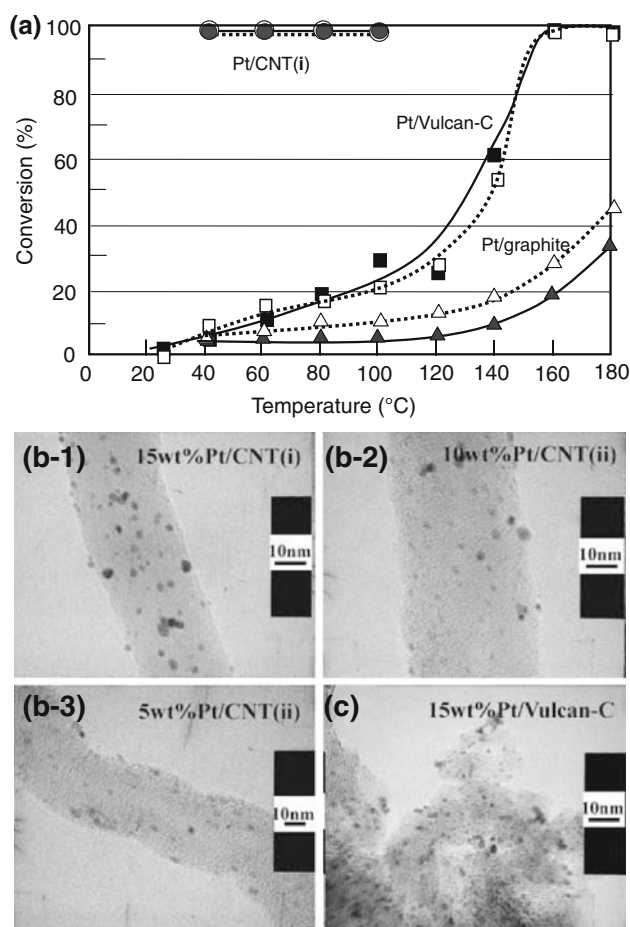 (a)
100
80
60
40
20
0
Conversion (%)
Pt/CNT(i)
Pt/Vulcan-C
Pt/graphite
0 20 40 60 80 100 120 140 160 180
Temperature (°C)
(b-1) 15wt%Pt/CNT(i)
10nm
(b-2) 10wt%Pt/CNT(ii)
10nm
(b-3) 5wt%Pt/CNT(ii)
10nm
(c) 15wt%Pt/Vulcan-C
10nm